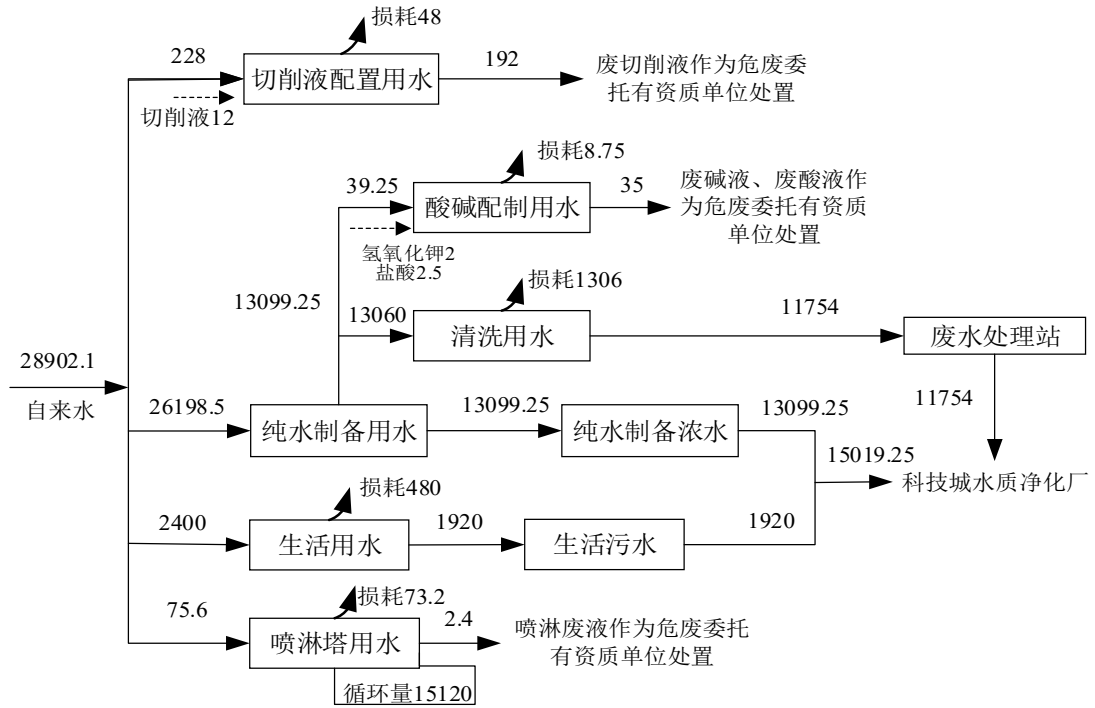 损耗48
228
切削液配置用水
192
废切削液作为危废委
托有资质单位处置
切削液12
损耗8.75
39.25
酸碱配制用水
35
废碱液、废酸液作
为危废委托有资质
单位处置
氢氧化钾2
盐酸2.5
损耗1306
13099.25
13060
清洗用水
11754
废水处理站
28902.1
自来水
11754
26198.5
纯水制备用水
13099.25
纯水制备浓水
13099.25
15019.25
科技城水质净化厂
损耗480
2400
生活用水
1920
生活污水
1920
损耗73.2
75.6
喷淋塔用水
2.4
喷淋废液作为危废委托
有资质单位处置
循环量15120